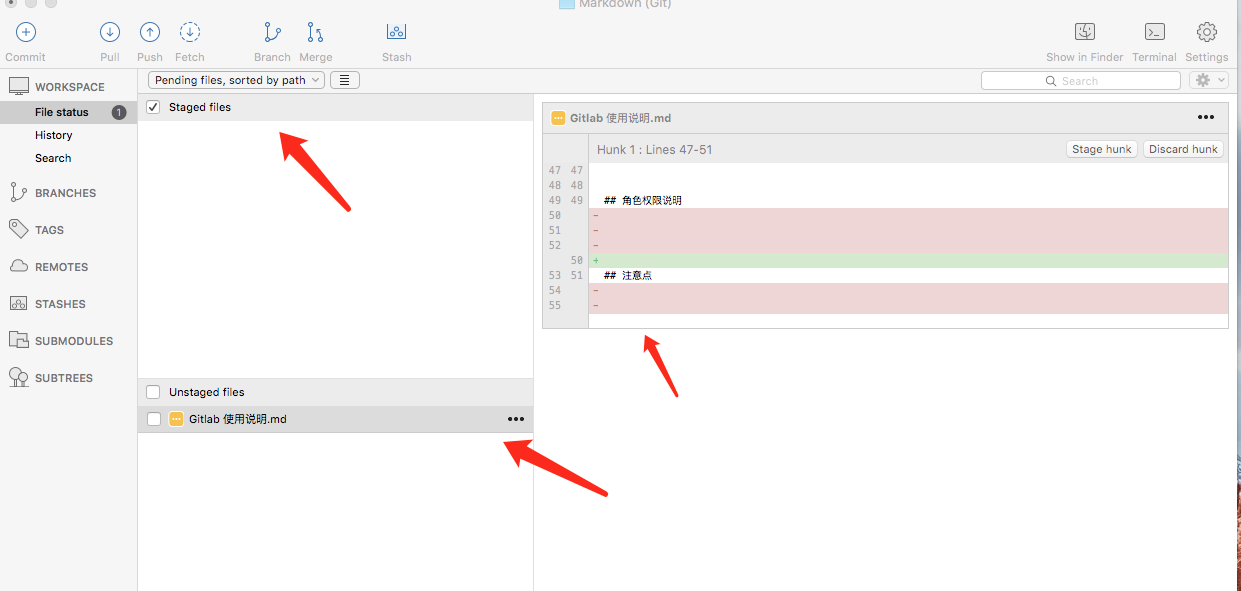 Markdown (Git)
Commit Pull Push Fetch Branch Merge Stash Show in Finder Terminal Settings
WORKSPACE
File status 1
History
Search
BRANCHES
TAGS
REMOTES
STASHES
SUBMODULES
SUBTREES
Pending files, sorted by path
Search
Staged files
Unstaged files
Gitlab 使用说明.md
Gitlab 使用说明.md
Hunk 1 : Lines 47-51 Stage hunk Discard hunk
47 47
48 48
49 49 ## 角色权限说明
50 -
51 -
52 -
50 +
53 51 ## 注意点
54 -
55 -